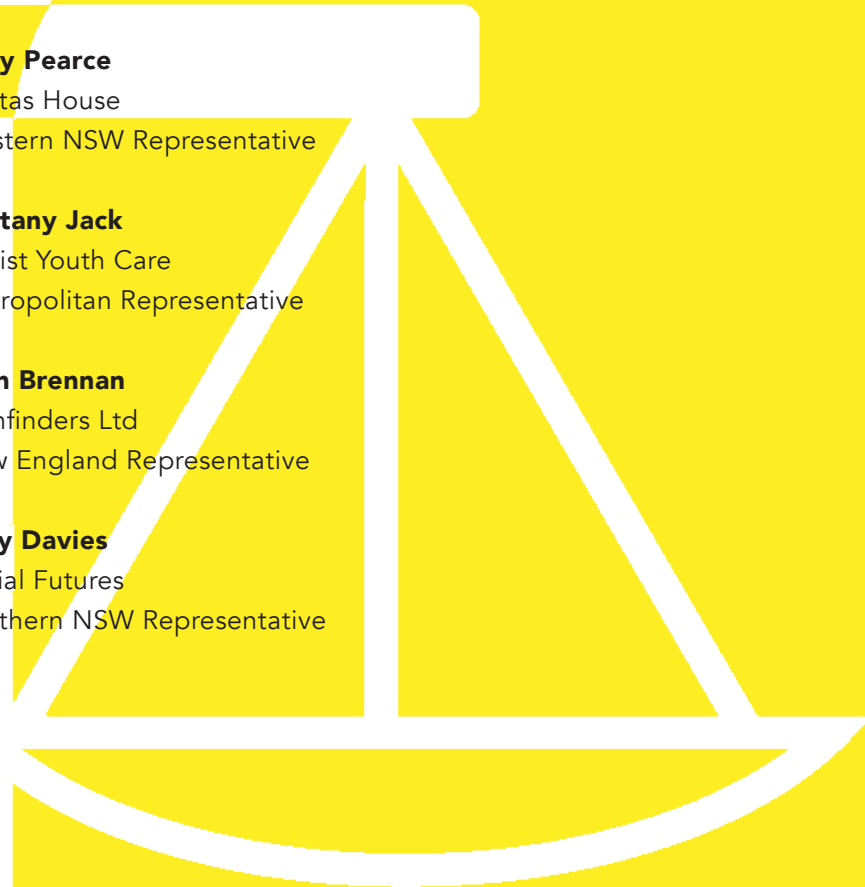 y Pearce
tas House
stern NSW Representative
tany Jack
ist Youth Care
ropolitan Representative
n Brennan
nfinders Ltd
w England Representative
y Davies
ial Futures
thern NSW Representative